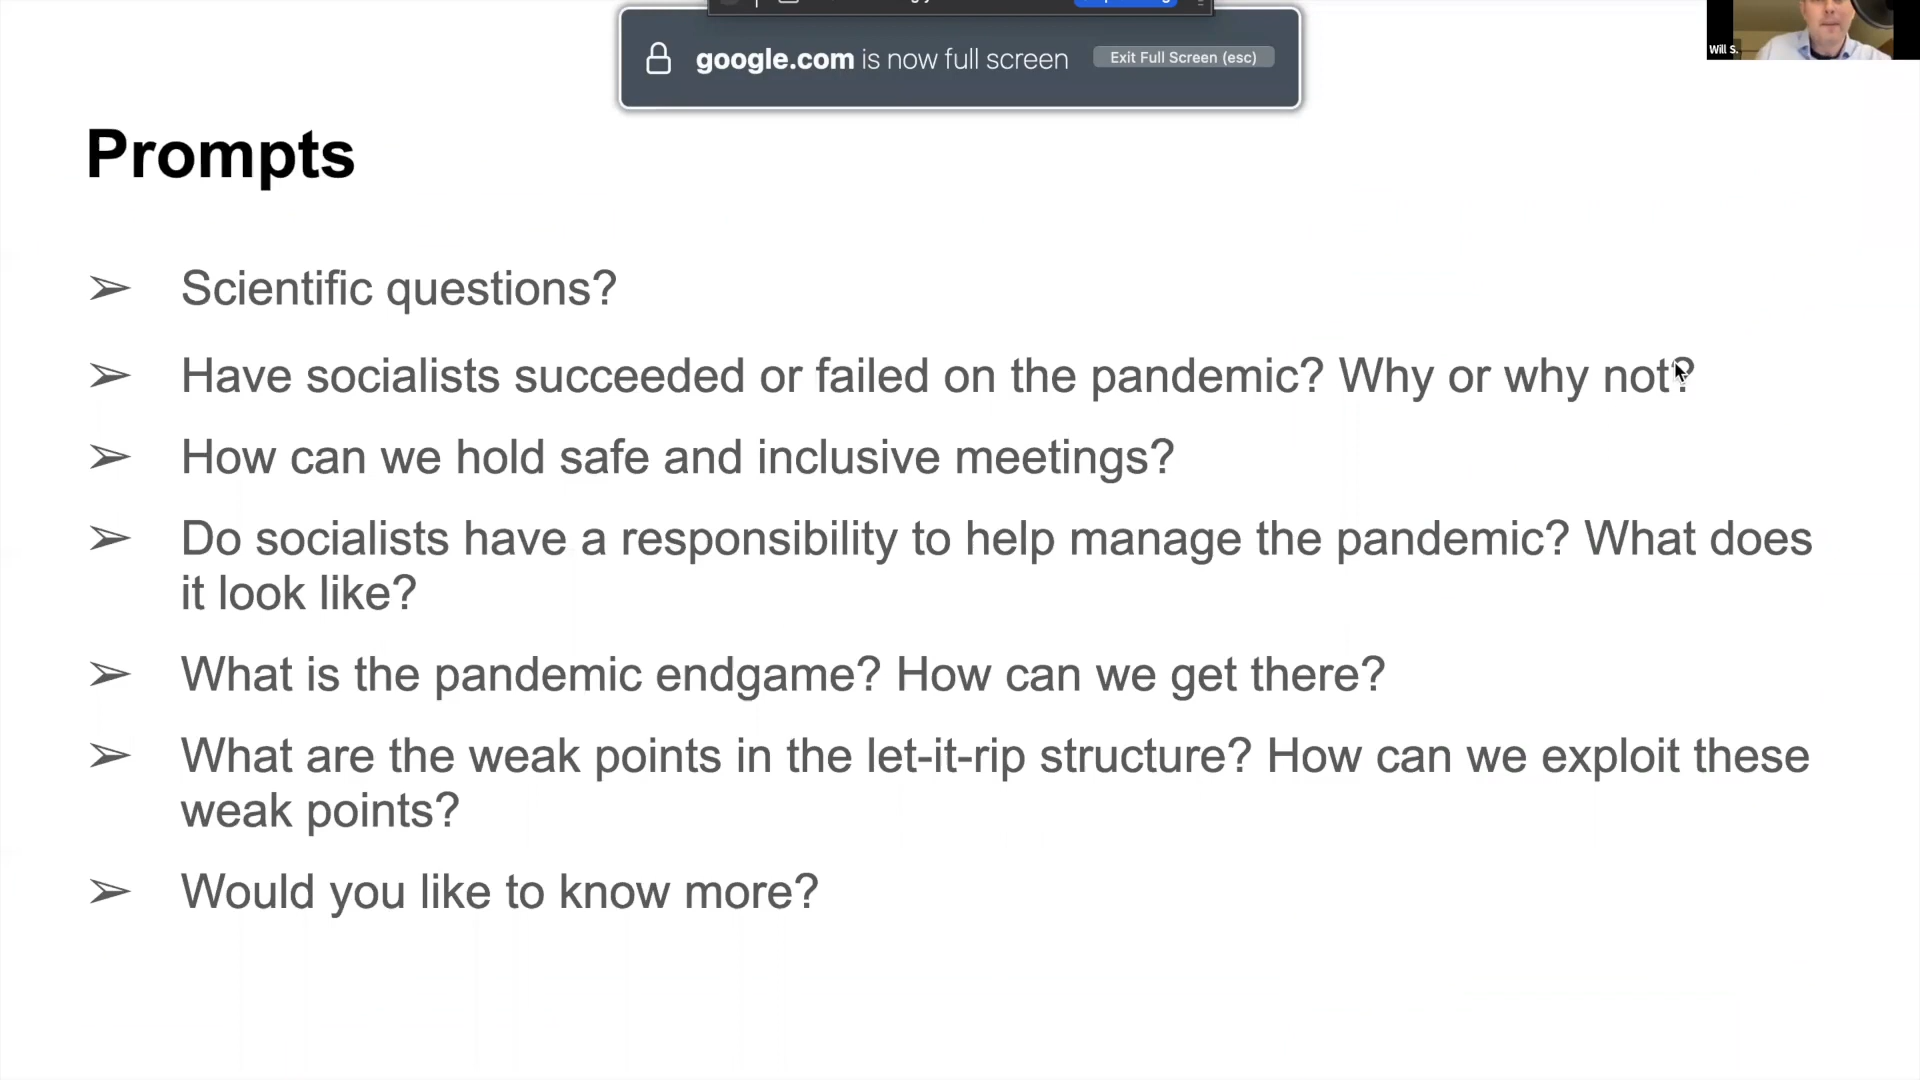 google.com is now full screen
Exit Full Screen (esc)
Will S.
Prompts
➢ Scientific questions?
➢ Have socialists succeeded or failed on the pandemic? Why or why not?
➢ How can we hold safe and inclusive meetings?
➢ Do socialists have a responsibility to help manage the pandemic? What does
it look like?
➢ What is the pandemic endgame? How can we get there?
➢ What are the weak points in the let-it-rip structure? How can we exploit these
weak points?
➢ Would you like to know more?